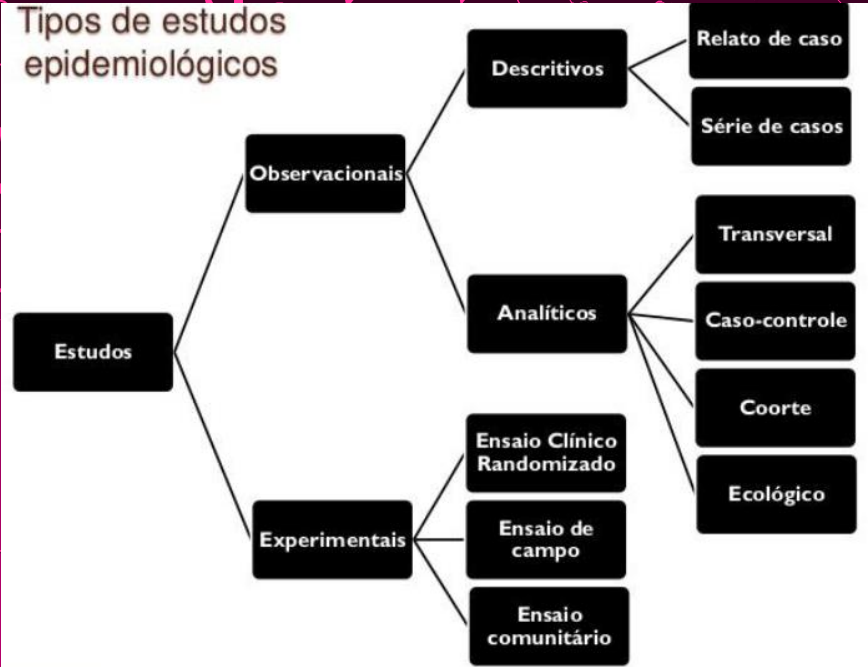 Tipos de estudos
epidemiológicos
Estudos
Observacionais
Descritivos
Relato de caso
Série de casos
Analíticos
Transversal
Caso-controle
Coorte
Ecológico
Experimentais
Ensaio Clínico
Randomizado
Ensaio de
campo
Ensaio
comunitário